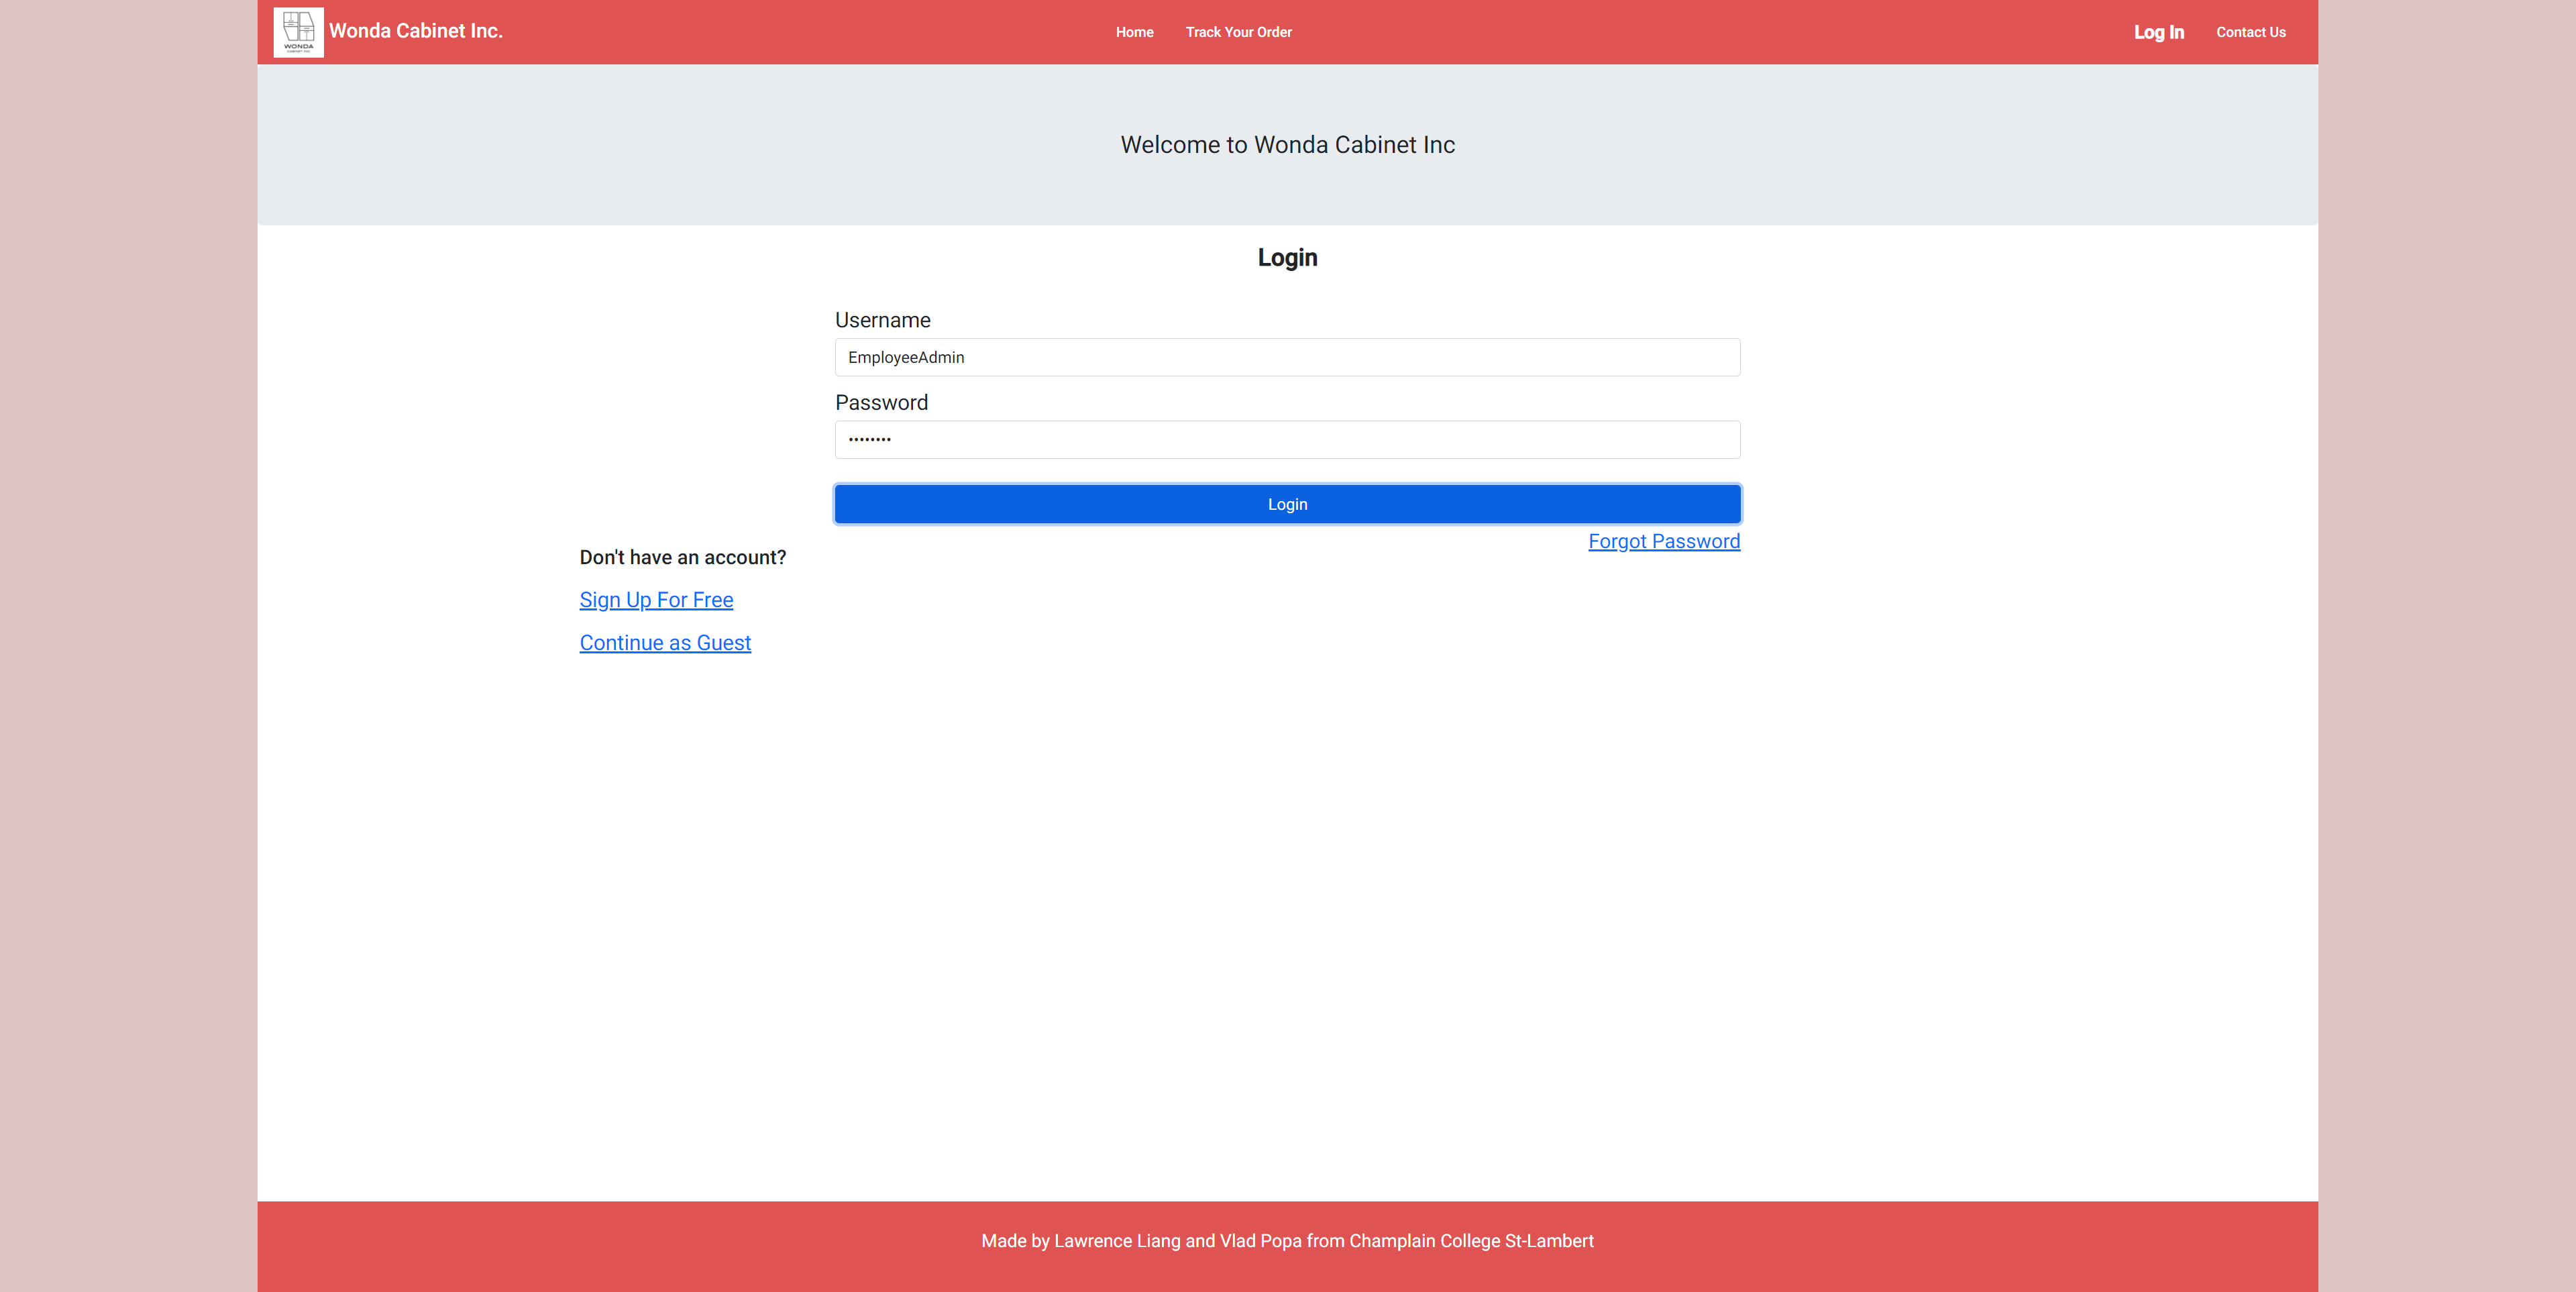 WONDA
CABINET INC.
Wonda Cabinet Inc.
Home
Track Your Order
Log In
Contact Us
Welcome to Wonda Cabinet Inc
Login
Username
EmployeeAdmin
Password
••••••••
Login
Forgot Password
Don't have an account?
Sign Up For Free
Continue as Guest
Made by Lawrence Liang and Vlad Popa from Champlain College St-Lambert